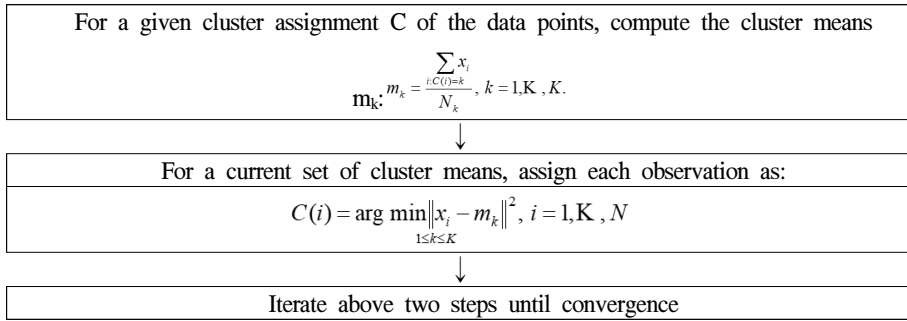 For a given cluster assignment C of the data points, compute the cluster means
m_k: m_k = \frac{\sum_{i:C(i)=k} x_i}{N_k}, k = 1,K , K.
For a current set of cluster means, assign each observation as:
C(i) = arg min_{1≤k≤K} ‖x_i − m_k‖², i = 1,K , N
Iterate above two steps until convergence